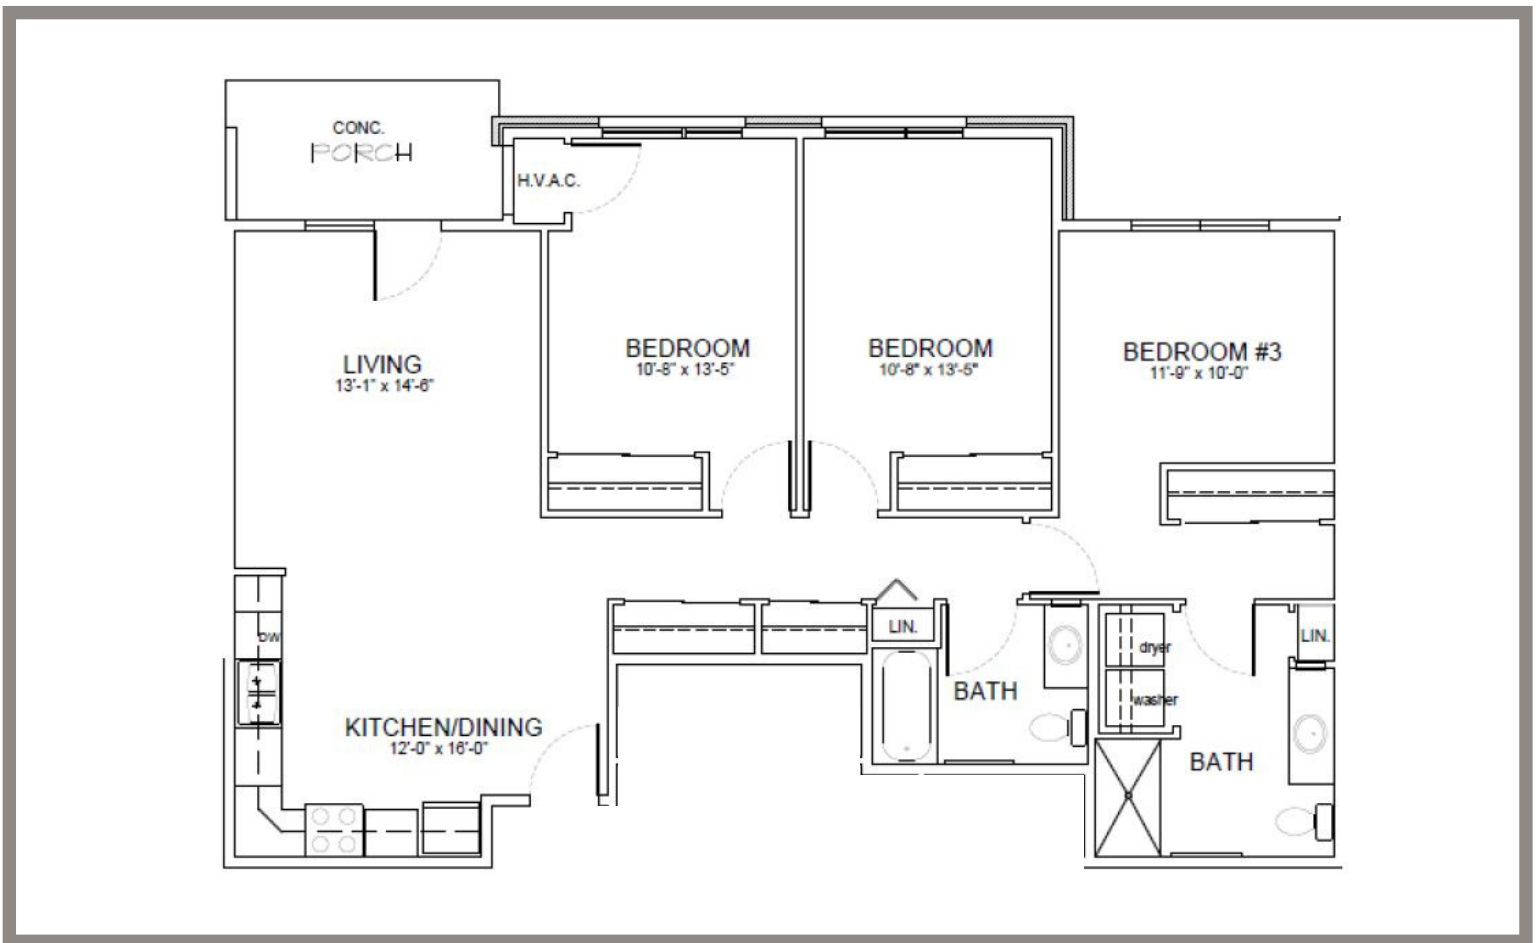 CONC.
PORCH
H.V.A.C.
LIVING
13'-1" x 14'-6"
BEDROOM
10'-8" x 13'-5"
BEDROOM
10'-8" x 13'-5"
BEDROOM #3
11'-9" x 10'-0"
DW
LIN.
LIN.
dryer
washer
BATH
KITCHEN/DINING
12'-0" x 16'-0"
BATH